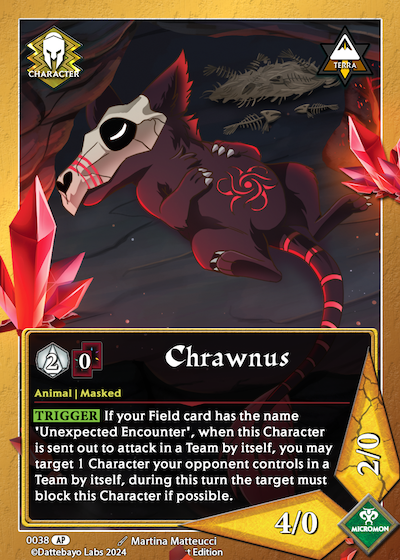 CHARACTER
TERRA
2 0 Chrawnus
Animal | Masked
TRIGGER If your Field card has the name
'Unexpected Encounter', when this Character
is sent out to attack in a Team by itself, you may
target 1 Character your opponent controls in a
Team by itself, during this turn the target must
block this Character if possible.
2/0
4/0
MICROMON
0038 AP Martina Matteucci
©Dattebayo Labs 2024 t Edition